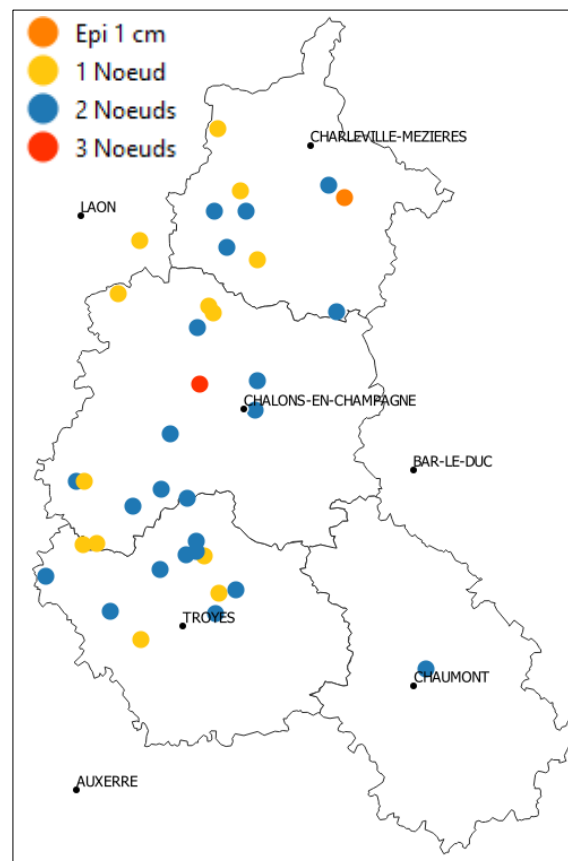 Epi 1 cm
1 Noeud
2 Noeuds
3 Noeuds
CHARLEVILLE-MEZIERES
LAON
CHALONS-EN-CHAMPAGNE
BAR-LE-DUC
TROYES
CHAUMONT
AUXERRE